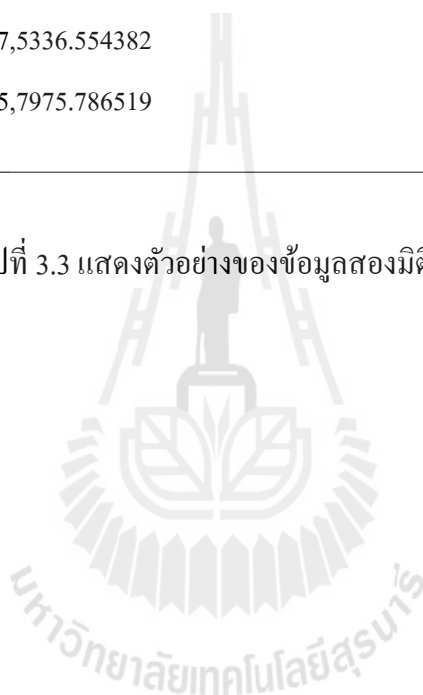 7,5336.554382
5,7975.786519
ปที่ 3.3 แสดงตัวอย่างของข้อมูลสองมิติ
มหาวิทยาลัยเทคโนโลยีสุรนารี